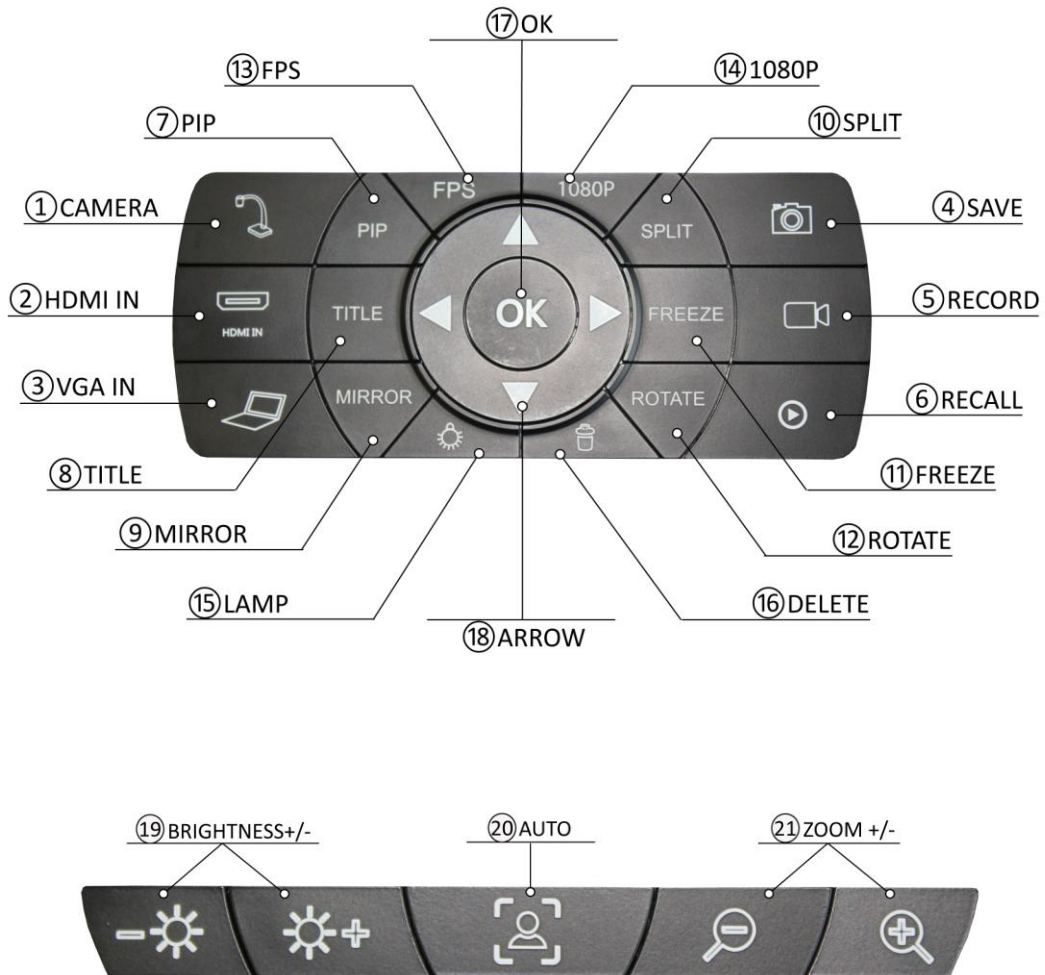 ⑰OK
⑬FPS
⑭1080P
⑦PIP
⑩SPLIT
①CAMERA
④SAVE
②HDMI IN
⑤RECORD
③VGA IN
⑥RECALL
FPS
1080P
PIP
SPLIT
HDMI IN
TITLE
OK
FREEZE
MIRROR
ROTATE
⑧TITLE
⑪FREEZE
⑨MIRROR
⑫ROTATE
⑮LAMP
⑯DELETE
⑱ARROW
⑲BRIGHTNESS+/-
⑳AUTO
㉑ZOOM +/-